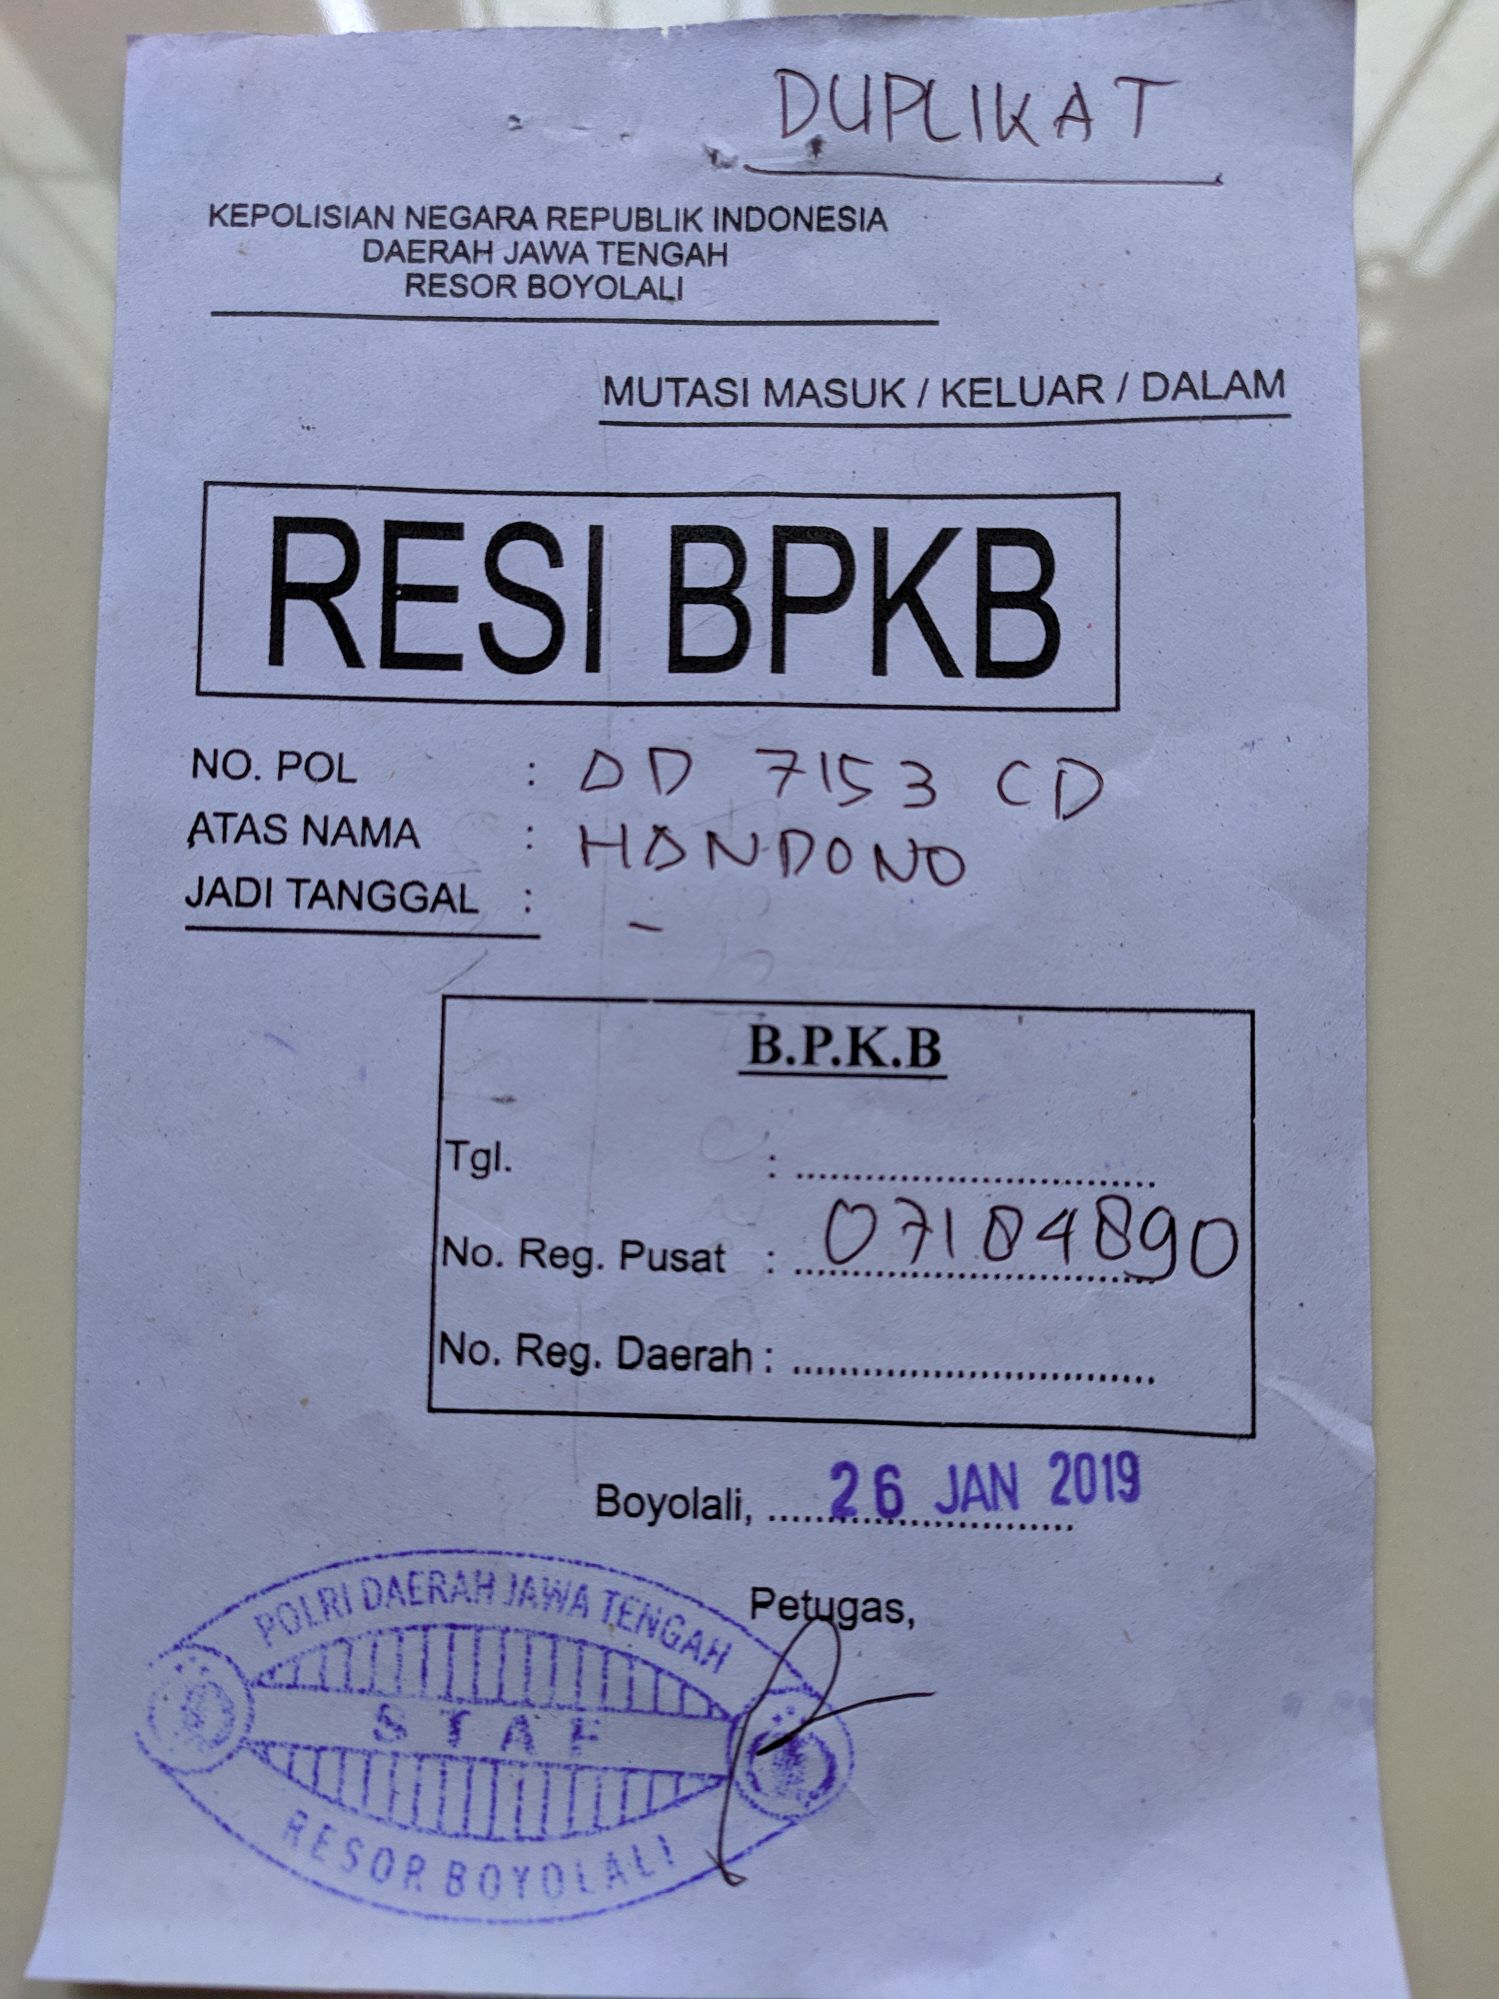 DUPLIKAT
KEPOLISIAN NEGARA REPUBLIK INDONESIA
DAERAH JAWA TENGAH
RESOR BOYOLALI
MUTASI MASUK / KELUAR / DALAM
RESI BPKB
NO. POL : DD 7153 CD
ATAS NAMA : HANDONO
JADI TANGGAL : -
B.P.K.B
Tgl. : ..............................
No. Reg. Pusat : 07184890
No. Reg. Daerah : ..............................
Boyolali, 26 JAN 2019
Petugas,
POLRI DAERAH JAWA TENGAH
STAF
RESOR BOYOLALI